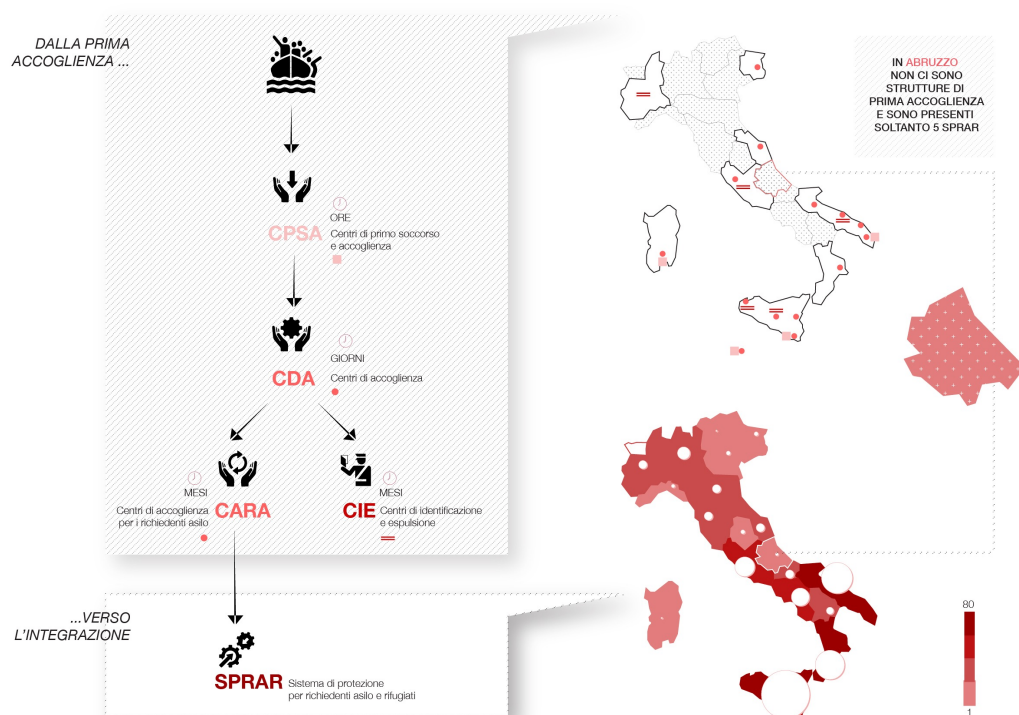 DALLA PRIMA
ACCOGLIENZA ...
ORE
CPSA
Centri di primo soccorso
e accoglienza
GIORNI
CDA
Centri di accoglienza
MESI
Centri di accoglienza
per i richiedenti asilo
CARA
MESI
CIE
Centri di identificazione
e espulsione
...VERSO
L'INTEGRAZIONE
SPRAR
Sistema di protezione
per richiedenti asilo e rifugiati
IN ABRUZZO
NON CI SONO
STRUTTURE DI
PRIMA ACCOGLIENZA
E SONO PRESENTI
SOLTANTO 5 SPRAR
80
1